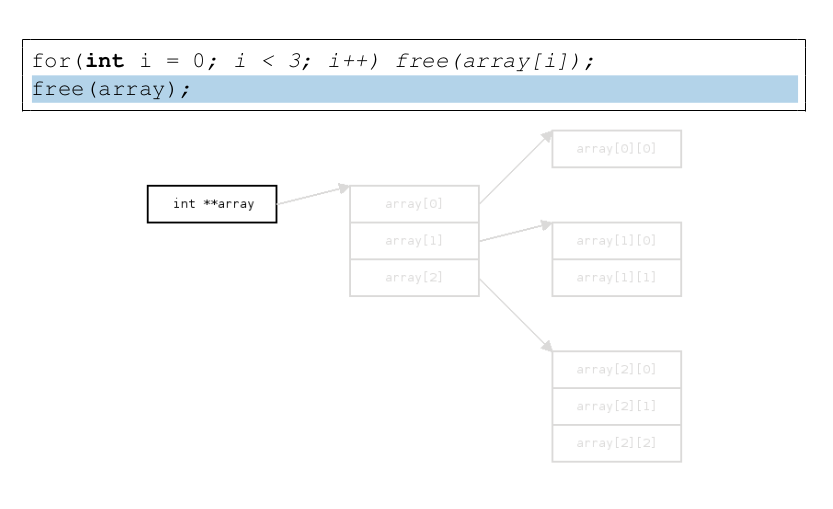 for(int i = 0; i < 3; i++) free(array[i]);
free(array);
array[0][0]
int **array
array[0]
array[1]
array[2]
array[1][0]
array[1][1]
array[2][0]
array[2][1]
array[2][2]